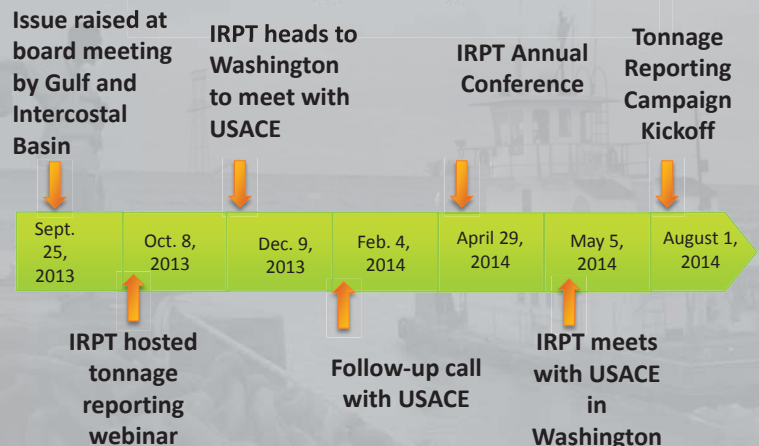 Issue raised at
board meeting
by Gulf and
Intercostal
Basin
IRPT heads to
Washington
to meet with
USACE
IRPT Annual
Conference
Tonnage
Reporting
Campaign
Kickoff
Sept.
25,
2013
Oct. 8,
2013
Dec. 9,
2013
Feb. 4,
2014
April 29,
2014
May 5,
2014
August 1,
2014
IRPT hosted
tonnage
reporting
webinar
Follow-up call
with USACE
IRPT meets
with USACE
in
Washington